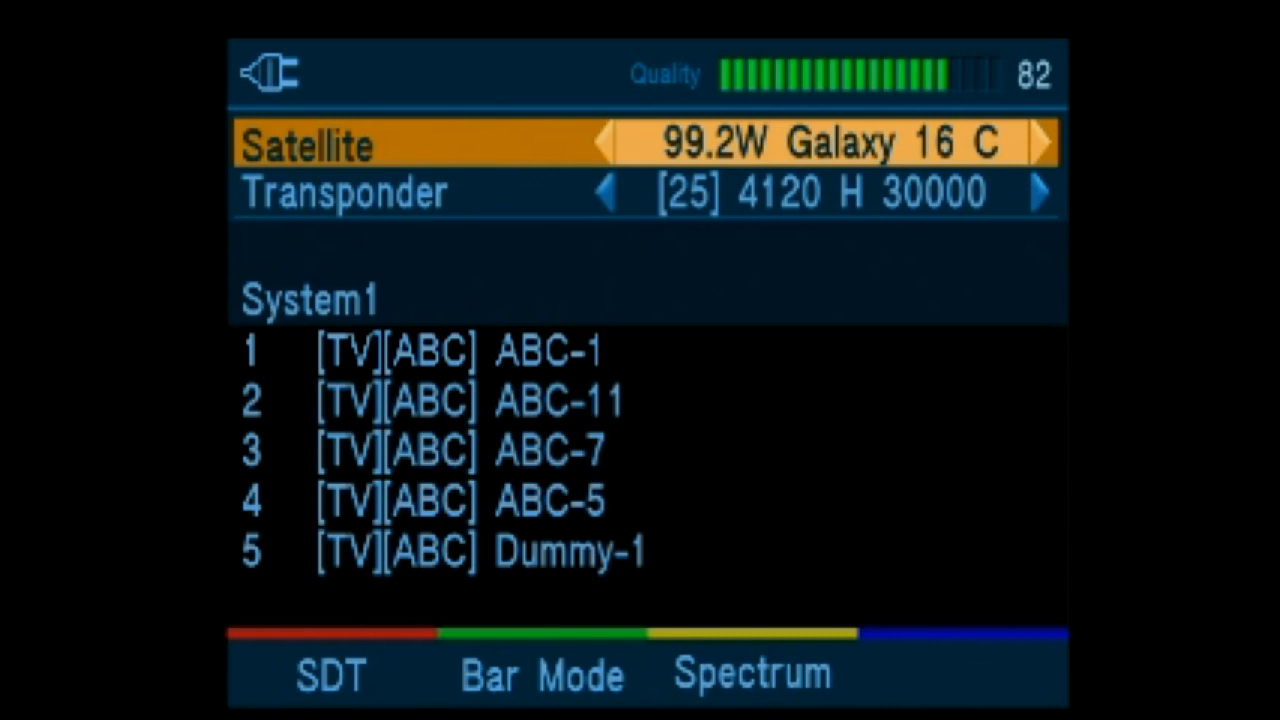 Quality 82
Satellite 99.2W Galaxy 16 C
Transponder [25] 4120 H 30000
System1
1 [TV][ABC] ABC-1
2 [TV][ABC] ABC-11
3 [TV][ABC] ABC-7
4 [TV][ABC] ABC-5
5 [TV][ABC] Dummy-1
SDT Bar Mode Spectrum